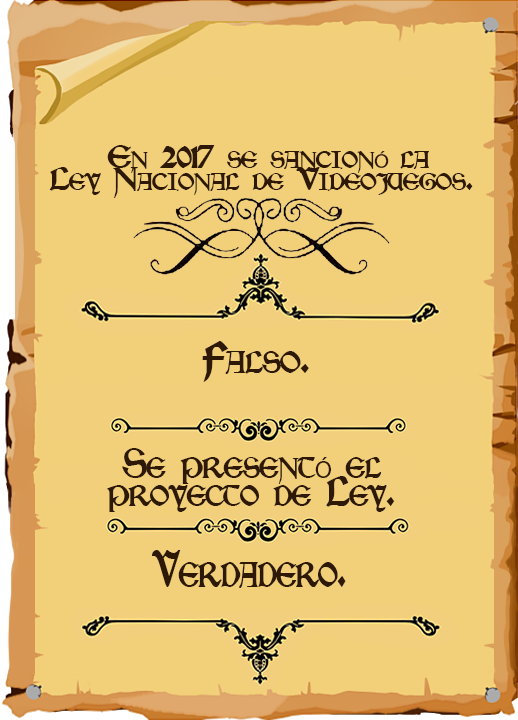 En 2017 se sancionó la
Ley Nacional de Videojuegos.
Falso.
Se presentó el
proyecto de Ley.
Verdadero.